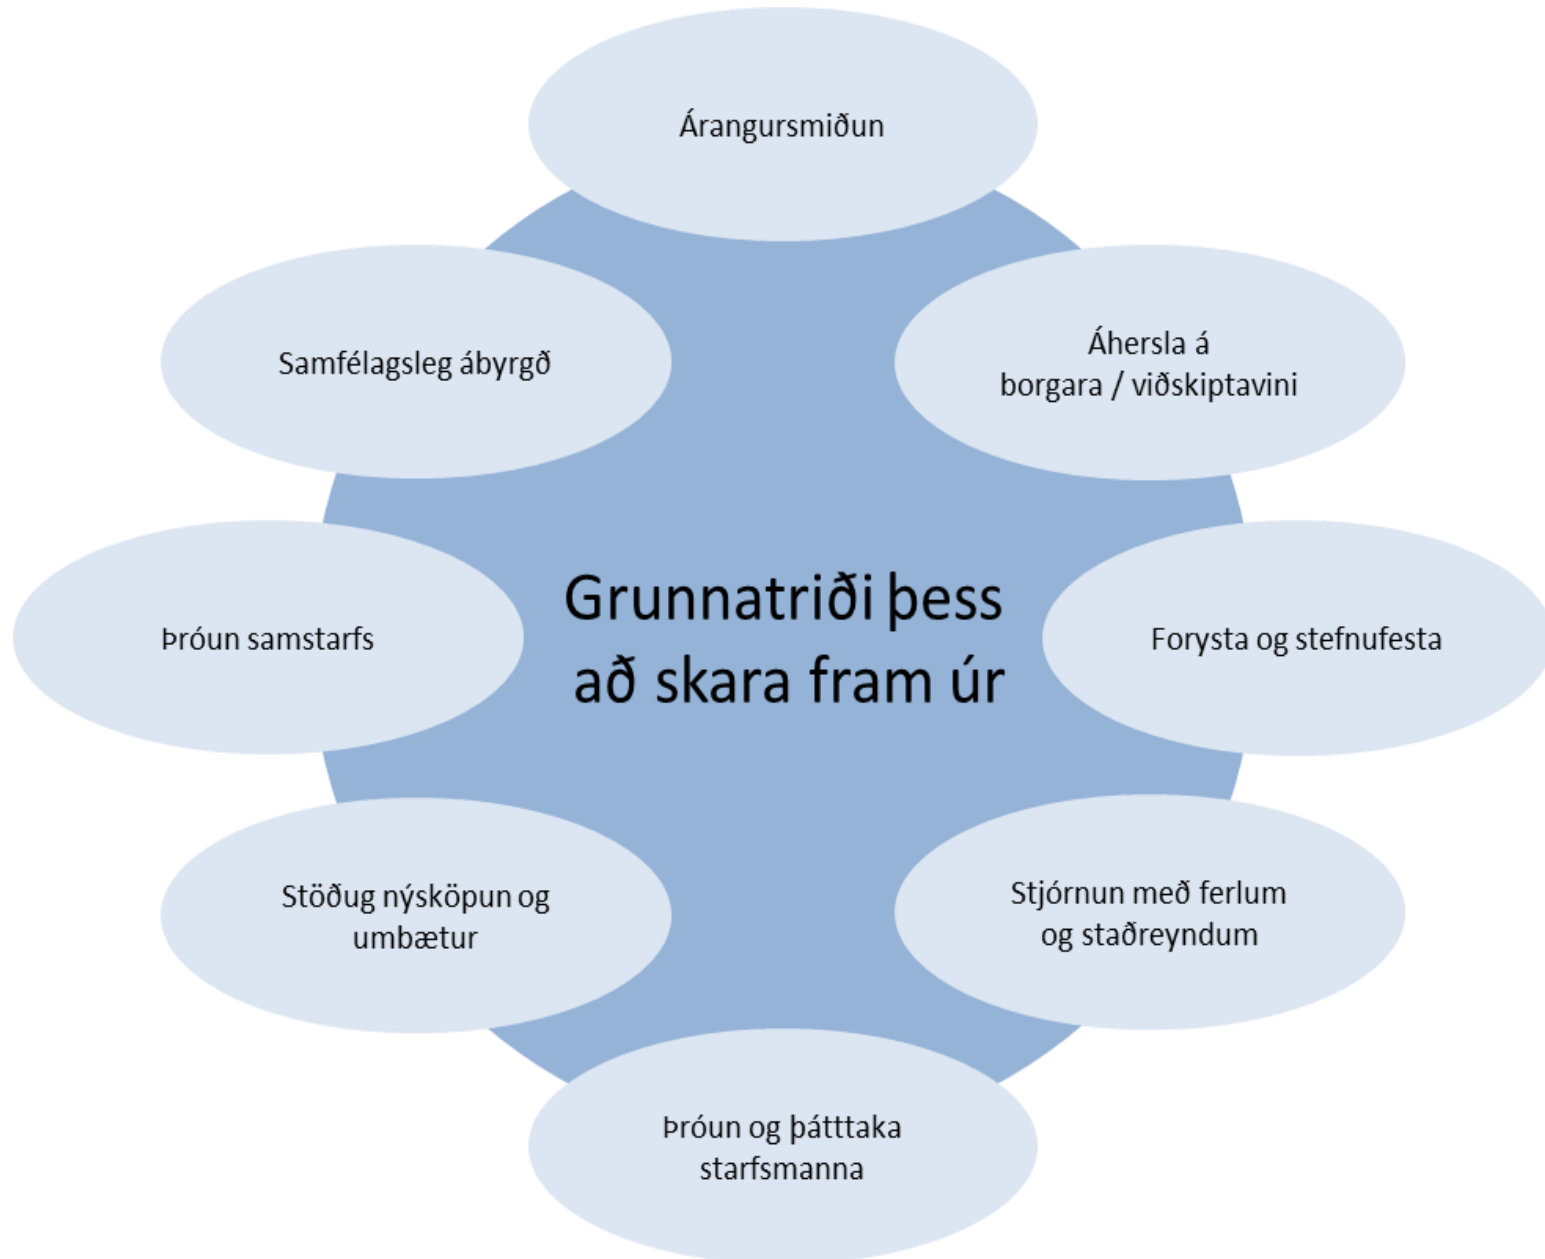 Árangursmiðun
Samfélagsleg ábyrgð
Áhersla á
borgara / viðskiptavini
Þróun samstarfs
Grunnatriði þess
að skara fram úr
Forysta og stefnufesta
Stöðug nýsköpun og
umbætur
Stjórnun með ferlum
og staðreyndum
Þróun og þátttaka
starfsmanna